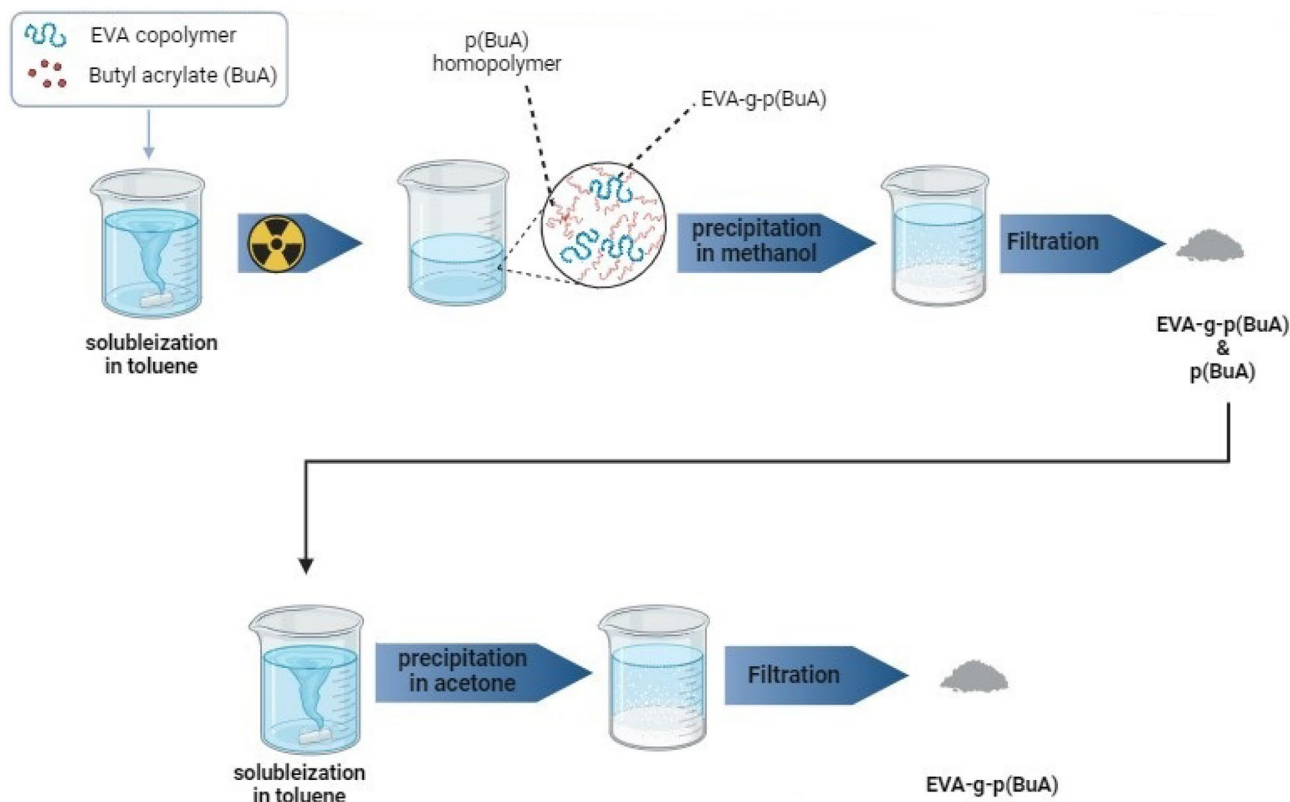 EVA copolymer
Butyl acrylate (BuA)
p(BuA)
homopolymer
EVA-g-p(BuA)
solubleization
in toluene
precipitation
in methanol
Filtration
EVA-g-p(BuA)
&
p(BuA)
solubleization
in toluene
precipitation
in acetone
Filtration
EVA-g-p(BuA)